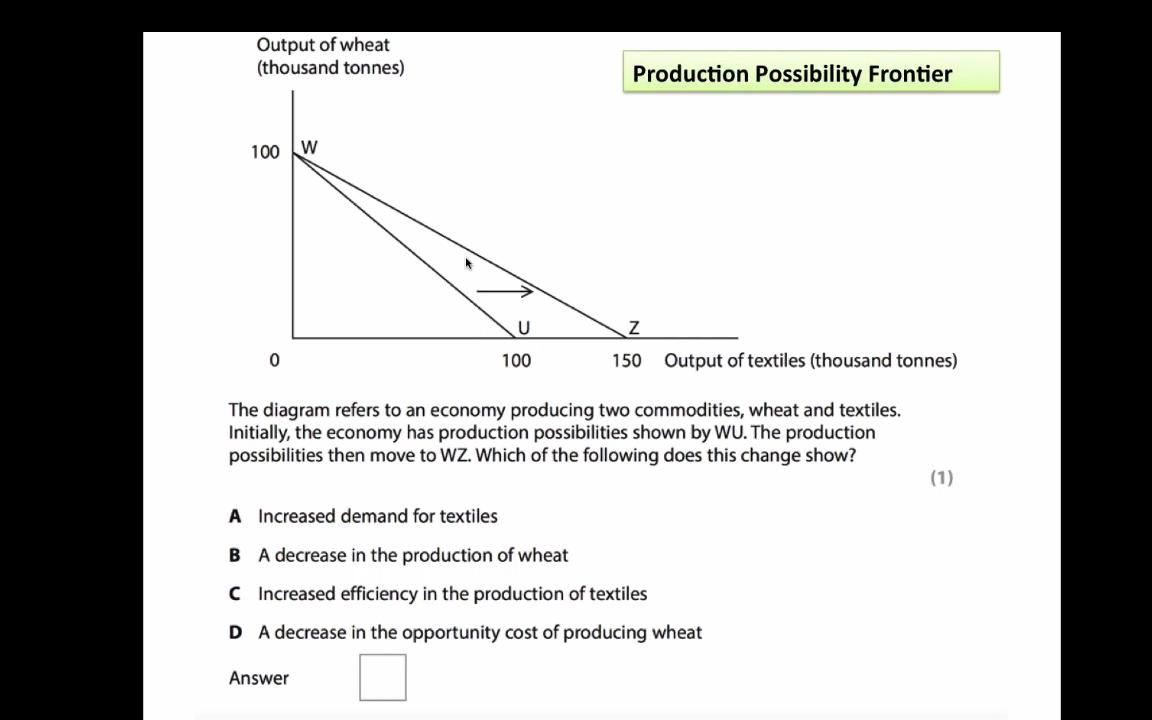 Output of wheat
(thousand tonnes)
Production Possibility Frontier
100
W
U
Z
0
100
150
Output of textiles (thousand tonnes)
The diagram refers to an economy producing two commodities, wheat and textiles.
Initially, the economy has production possibilities shown by WU. The production
possibilities then move to WZ. Which of the following does this change show?
(1)
A Increased demand for textiles
B A decrease in the production of wheat
C Increased efficiency in the production of textiles
D A decrease in the opportunity cost of producing wheat
Answer